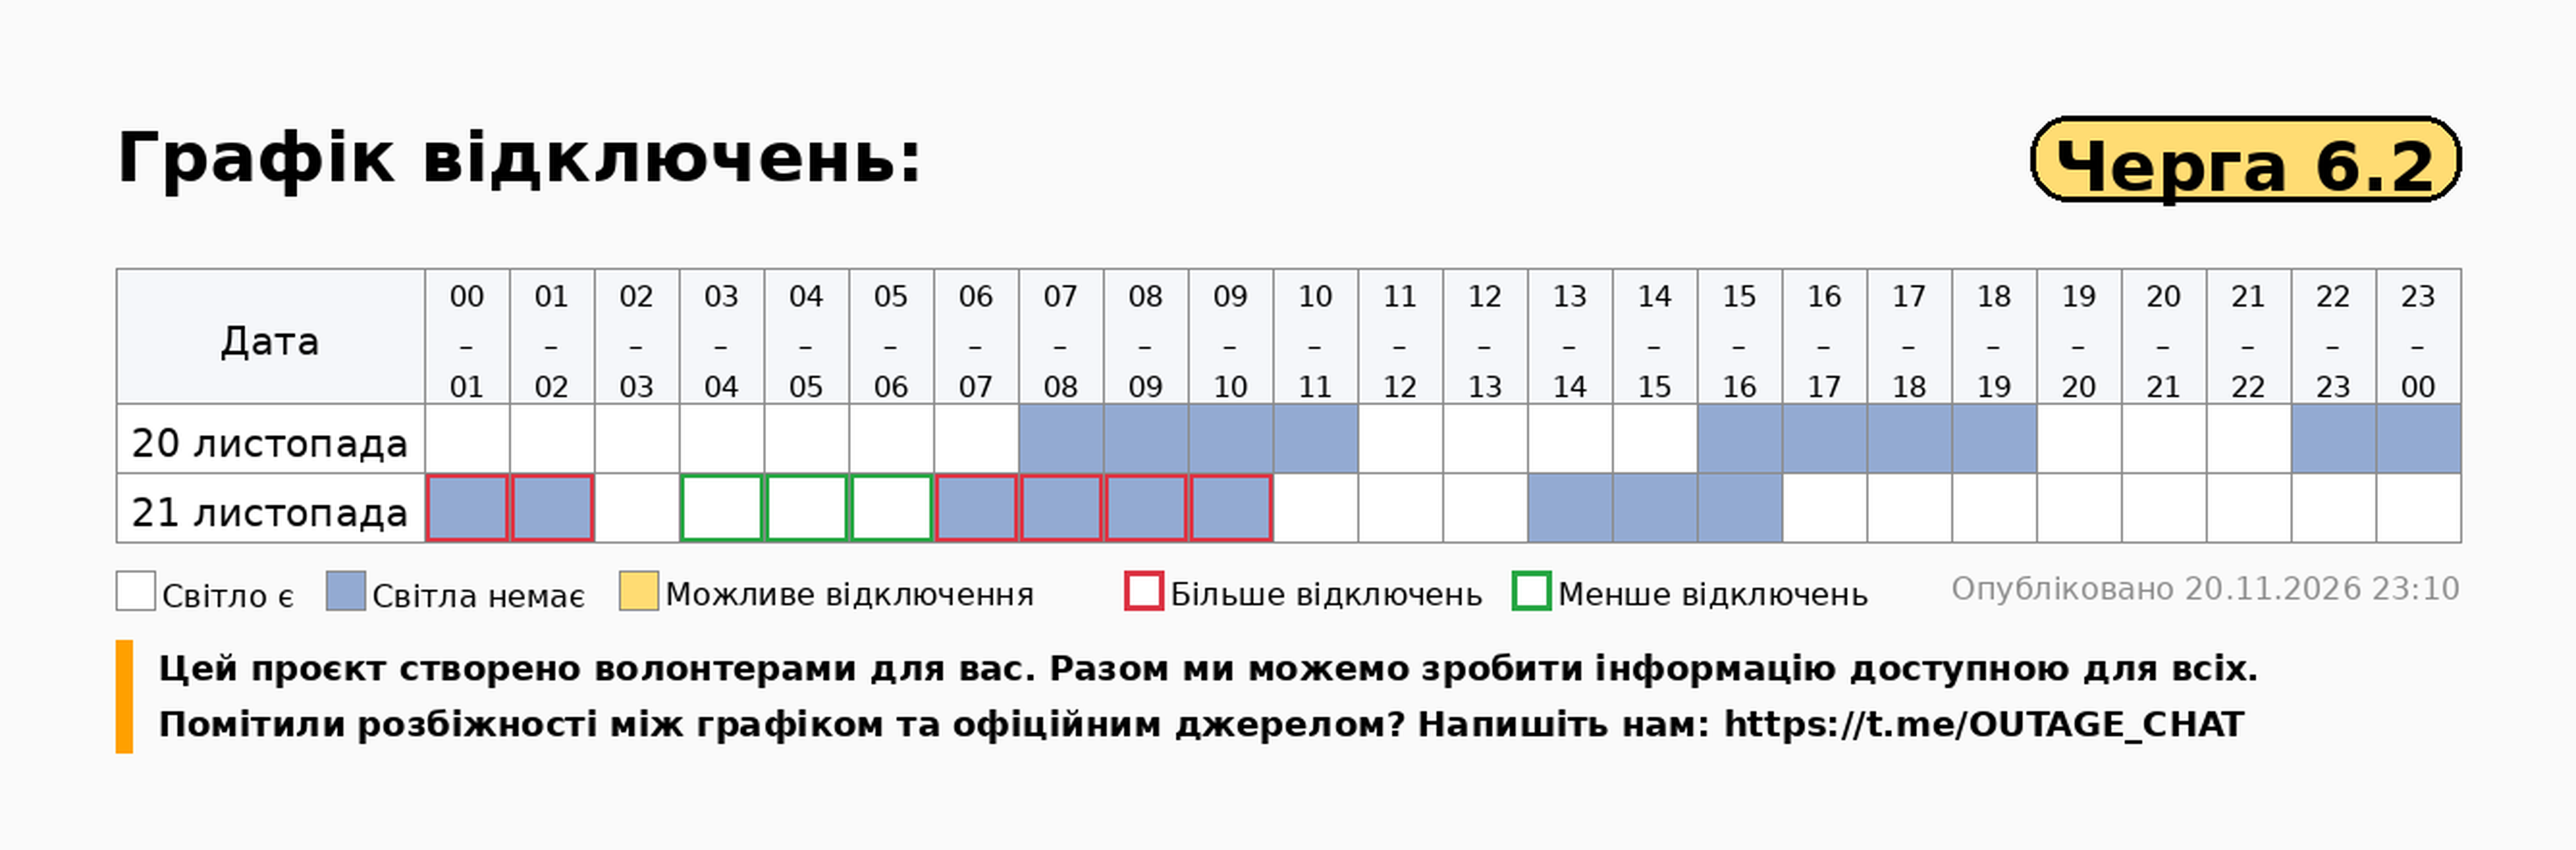 Графік відключень:
Черга 6.2
Дата
00 – 01
01 – 02
02 – 03
03 – 04
04 – 05
05 – 06
06 – 07
07 – 08
08 – 09
09 – 10
10 – 11
11 – 12
12 – 13
13 – 14
14 – 15
15 – 16
16 – 17
17 – 18
18 – 19
19 – 20
20 – 21
21 – 22
22 – 23
23 – 00
20 листопада
21 листопада
Світло є
Світла немає
Можливе відключення
Більше відключень
Менше відключень
Опубліковано 20.11.2026 23:10
Цей проєкт створено волонтерами для вас. Разом ми можемо зробити інформацію доступною для всіх.
Помітили розбіжності між графіком та офіційним джерелом? Напишіть нам: https://t.me/OUTAGE_CHAT